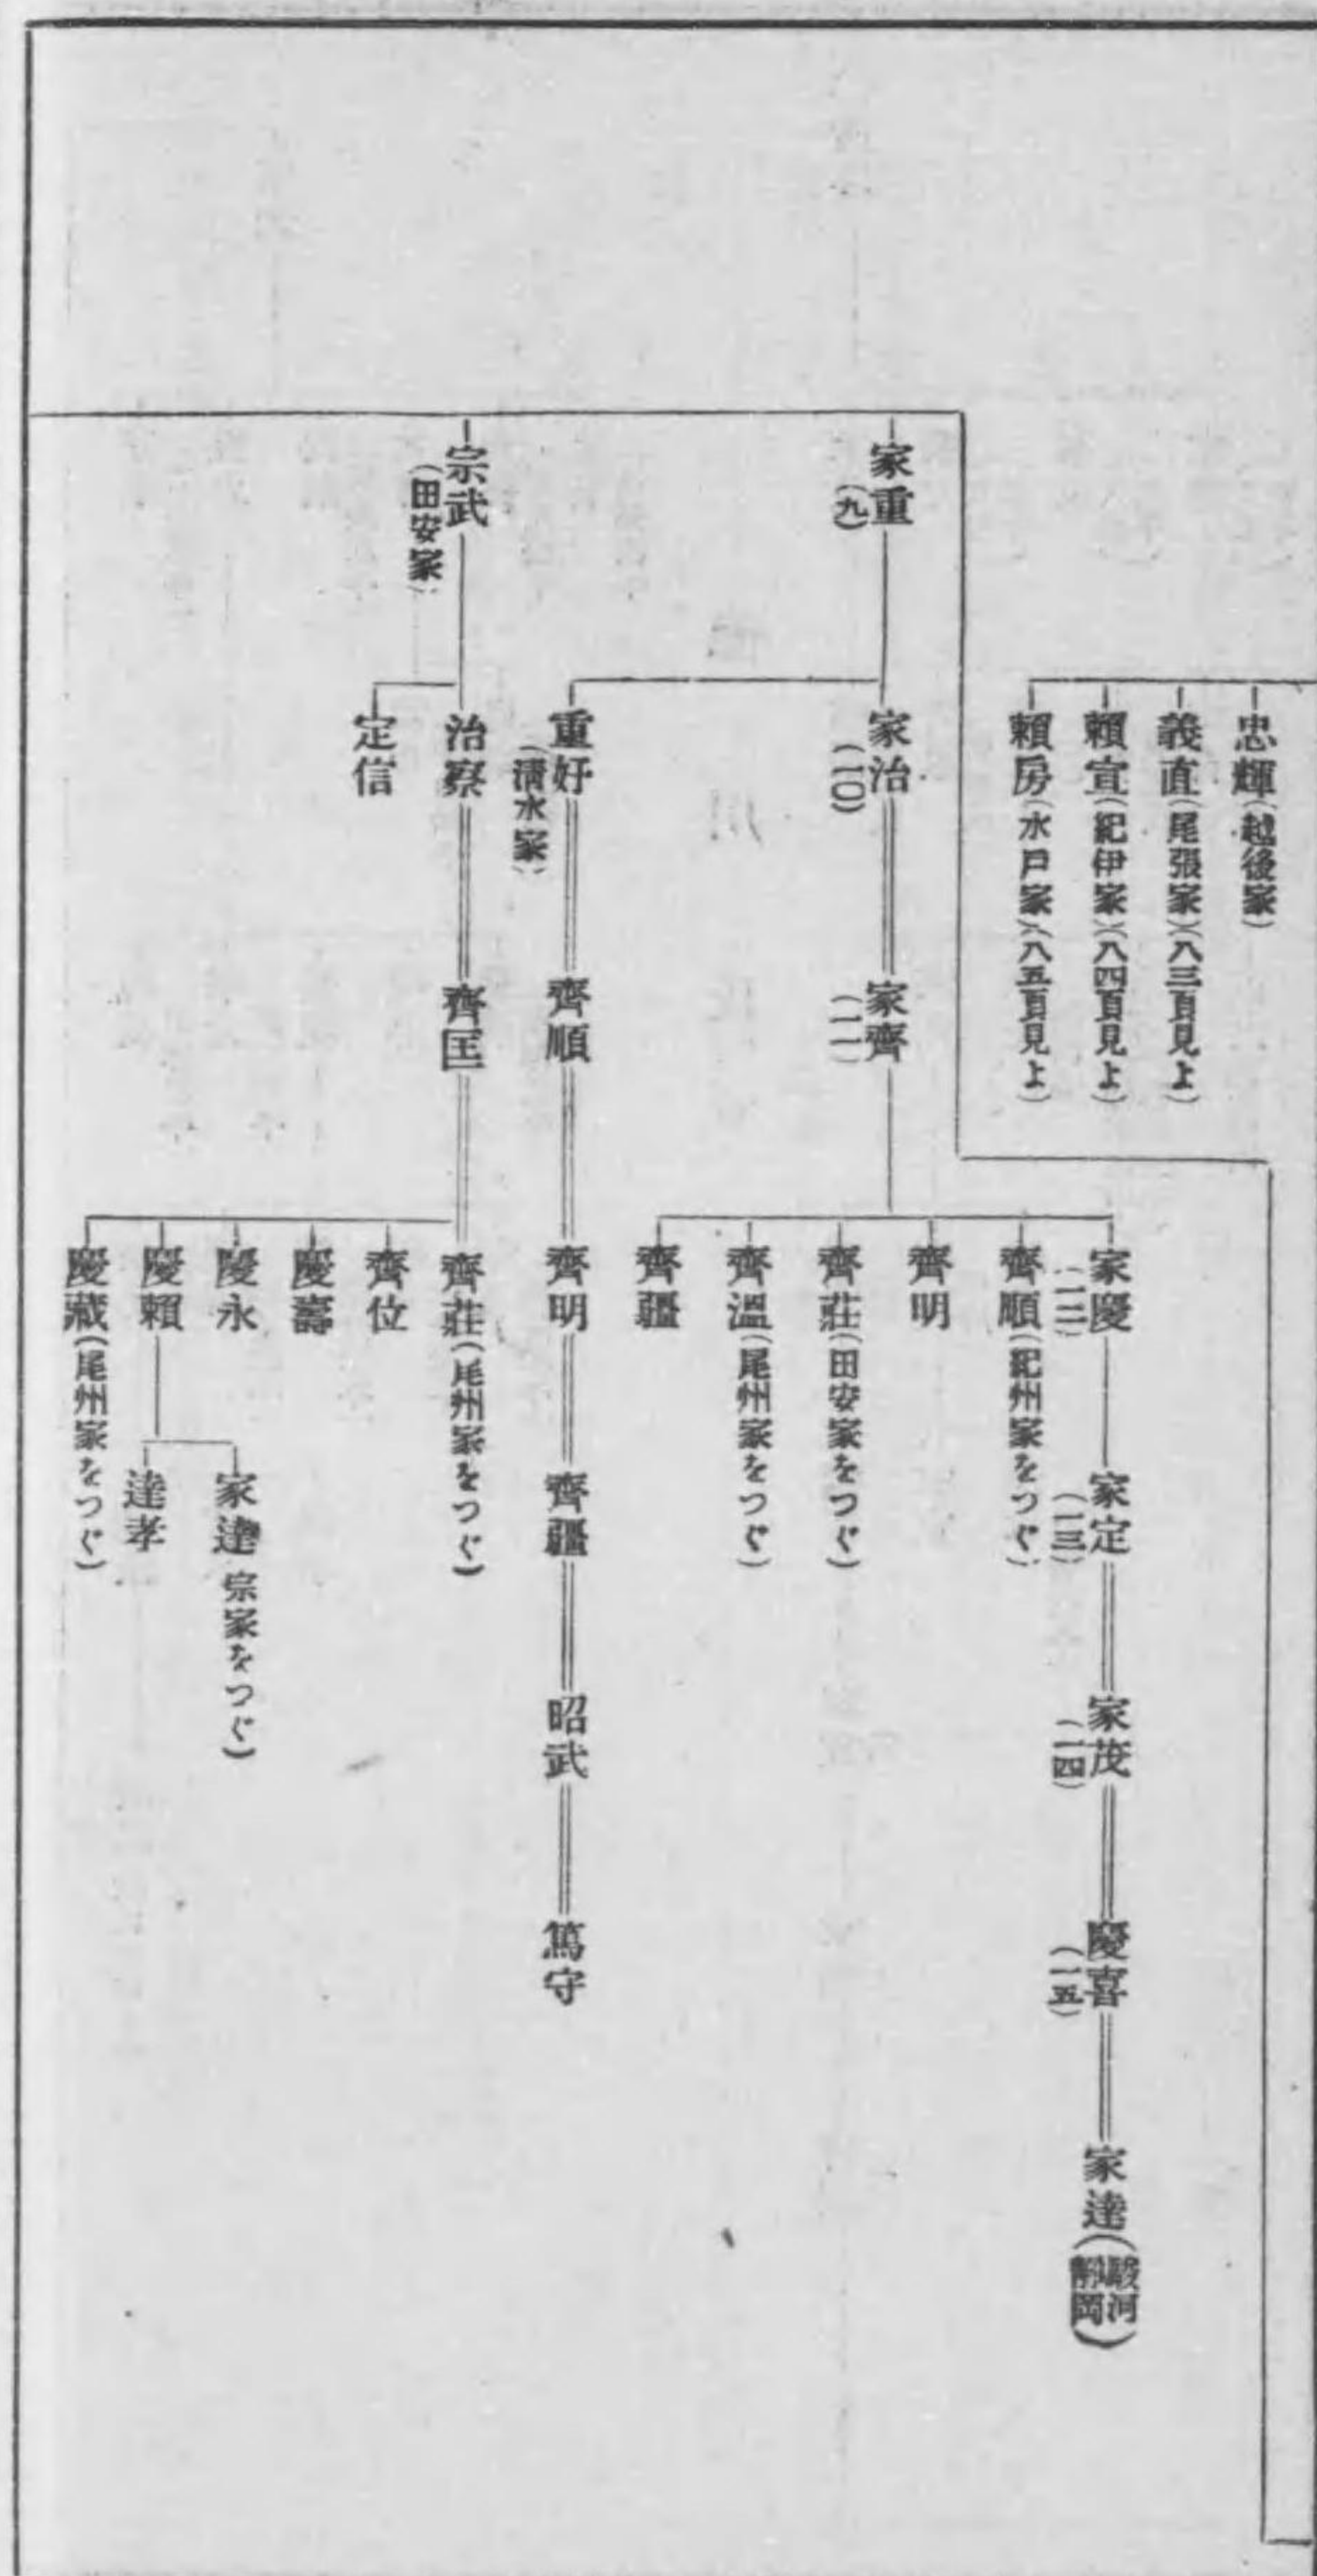 忠輝(越後家)
義直(尾張家)(八三頁見よ)
賴宣(紀伊家)(八四頁見よ)
賴房(水戸家)(八五頁見よ)
家重(九)
家治(一〇)
家齊(一一)
家慶(一二)
家定(一三)
家茂(一四)
慶喜(一五)
家達(駿河靜岡)
齊順(紀州家をつぐ)
齊明
齊莊(田安家をつぐ)
齊溫(尾州家をつぐ)
齊疆
重好(淸水家)
齊順
齊明
齊疆
昭武
篤守
宗武(田安家)
治察
齊匡
齊莊(尾州家をつぐ)
齊位
慶壽
慶永
慶賴
家達 宗家をつぐ)
達孝
慶藏(尾州家をつぐ)
定信